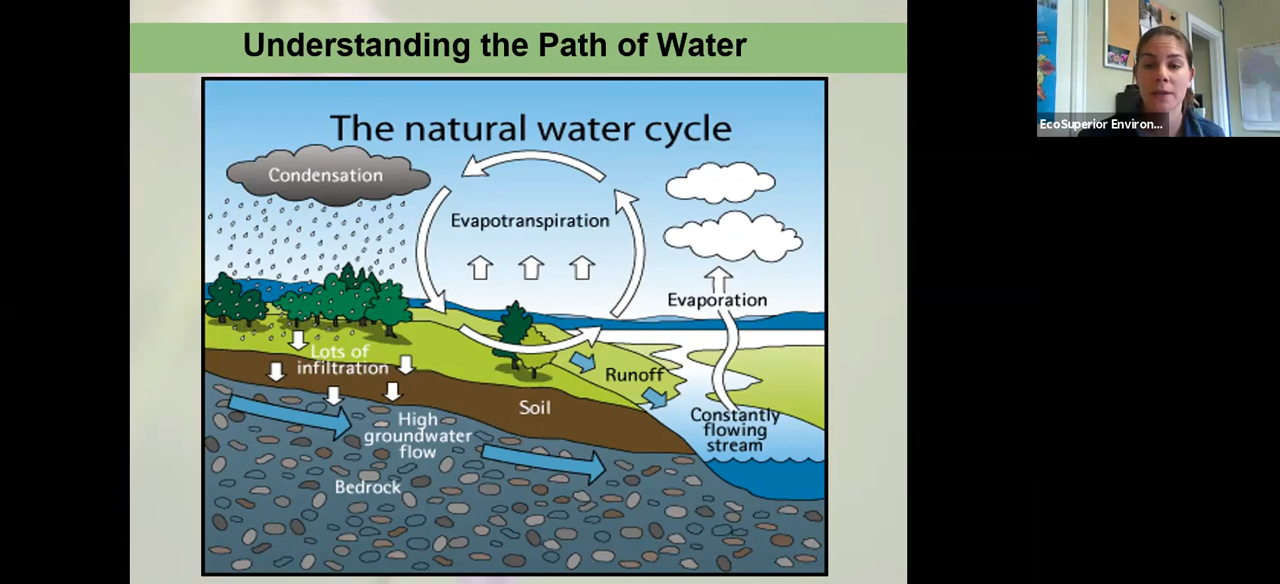 Understanding the Path of Water
The natural water cycle
Condensation
Evapotranspiration
Evaporation
Lots of
infiltration
Runoff
Soil
High
groundwater
flow
Constantly
flowing
stream
Bedrock
EcoSuperior Environ...